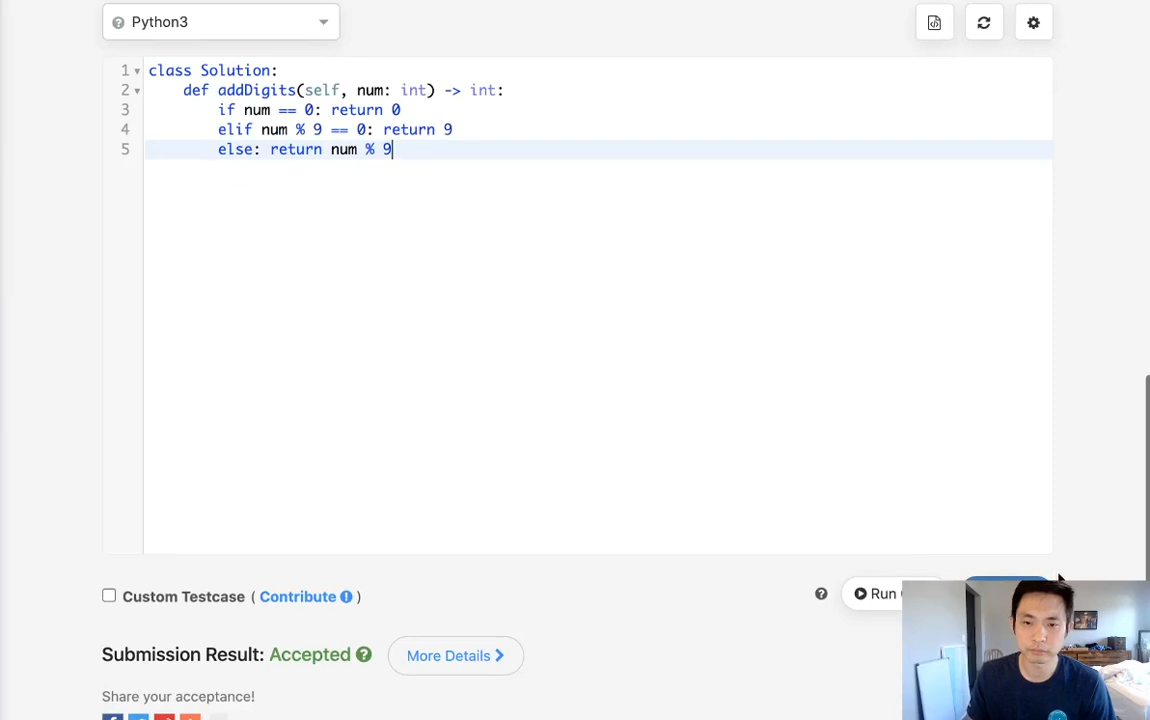 Python3
1 class Solution:
2 def addDigits(self, num: int) -> int:
3 if num == 0: return 0
4 elif num % 9 == 0: return 9
5 else: return num % 9
Custom Testcase ( Contribute )
Run
Submission Result: Accepted
More Details
Share your acceptance!